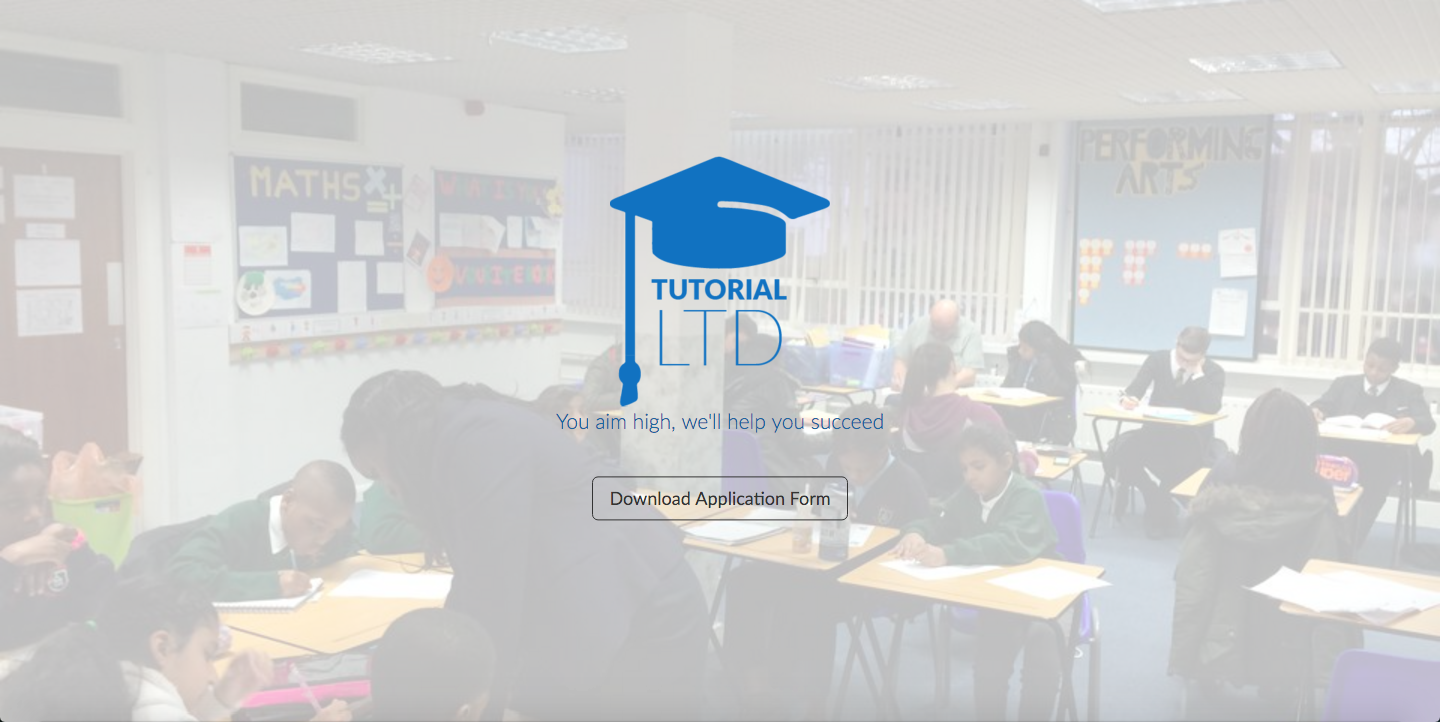 MATHS
PERFORMING
ARTS
TUTORIAL
LTD
You aim high, we'll help you succeed
Download Application Form